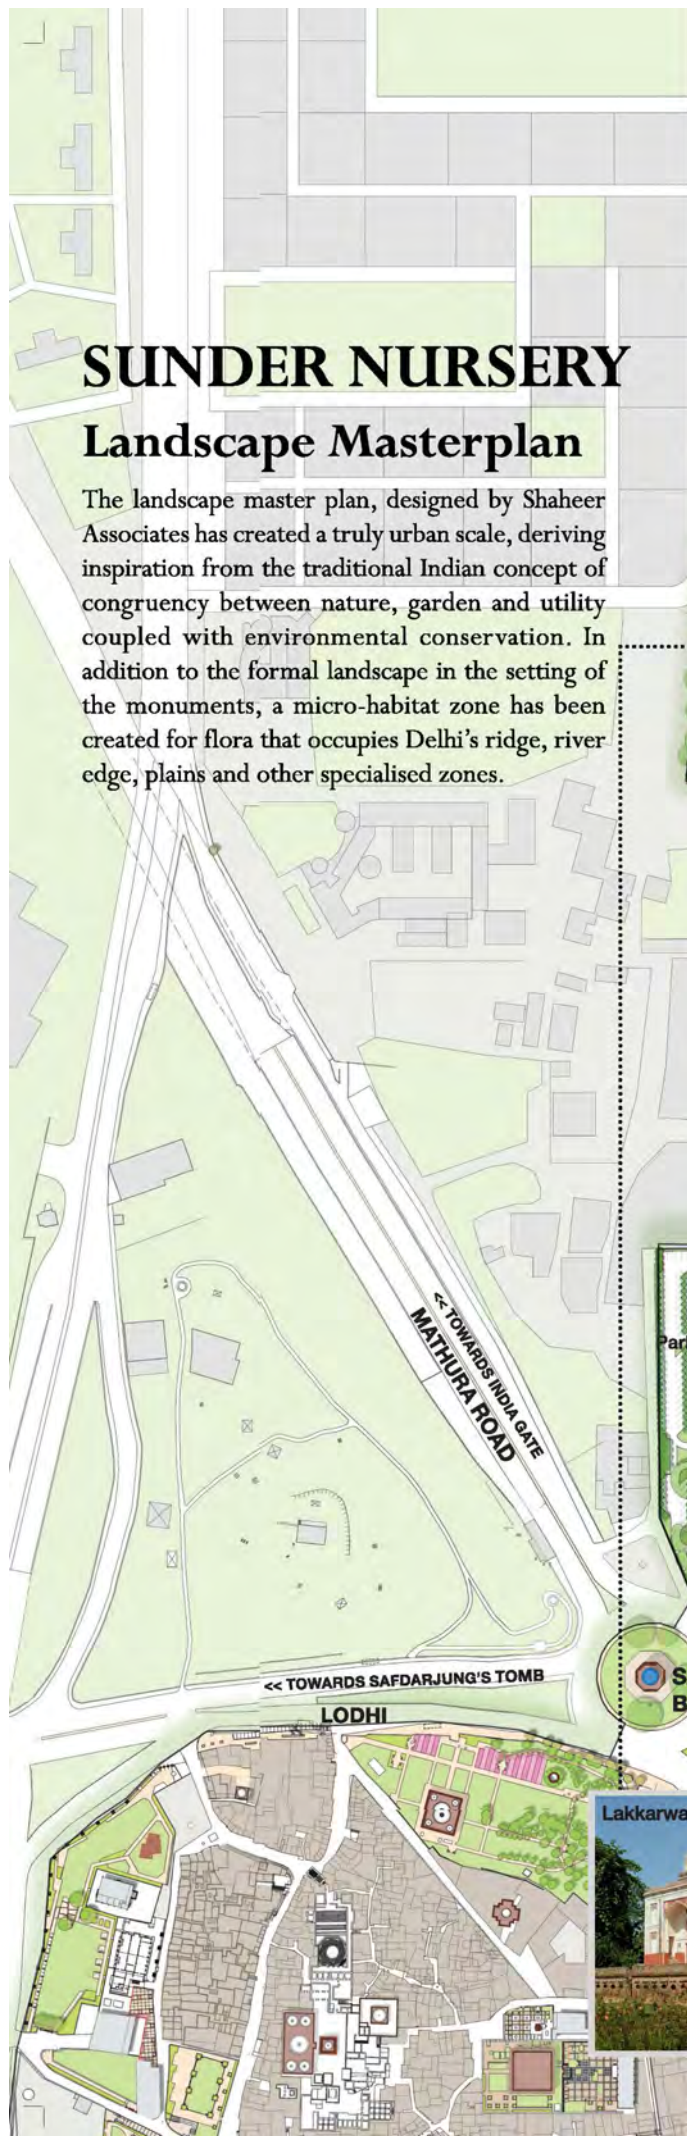 SUNDER NURSERY
Landscape Masterplan
The landscape master plan, designed by Shaheer
Associates has created a truly urban scale, deriving
inspiration from the traditional Indian concept of
congruency between nature, garden and utility
coupled with environmental conservation. In
addition to the formal landscape in the setting of
the monuments, a micro-habitat zone has been
created for flora that occupies Delhi's ridge, river
edge, plains and other specialised zones.
<< TOWARDS INDIA GATE
MATHURA ROAD
<< TOWARDS SAFDARJUNG'S TOMB
LODHI